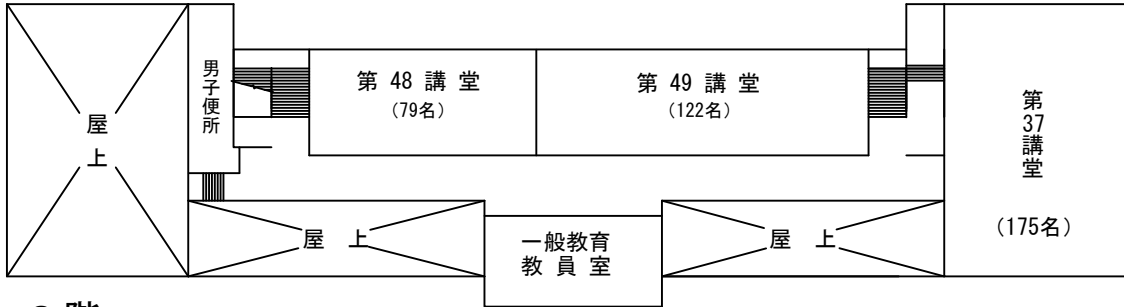 屋上
男子便所
第 48 講 堂
(79名)
第 49 講 堂
(122名)
第37講堂
(175名)
屋 上
一般教育
教 員 室
屋 上